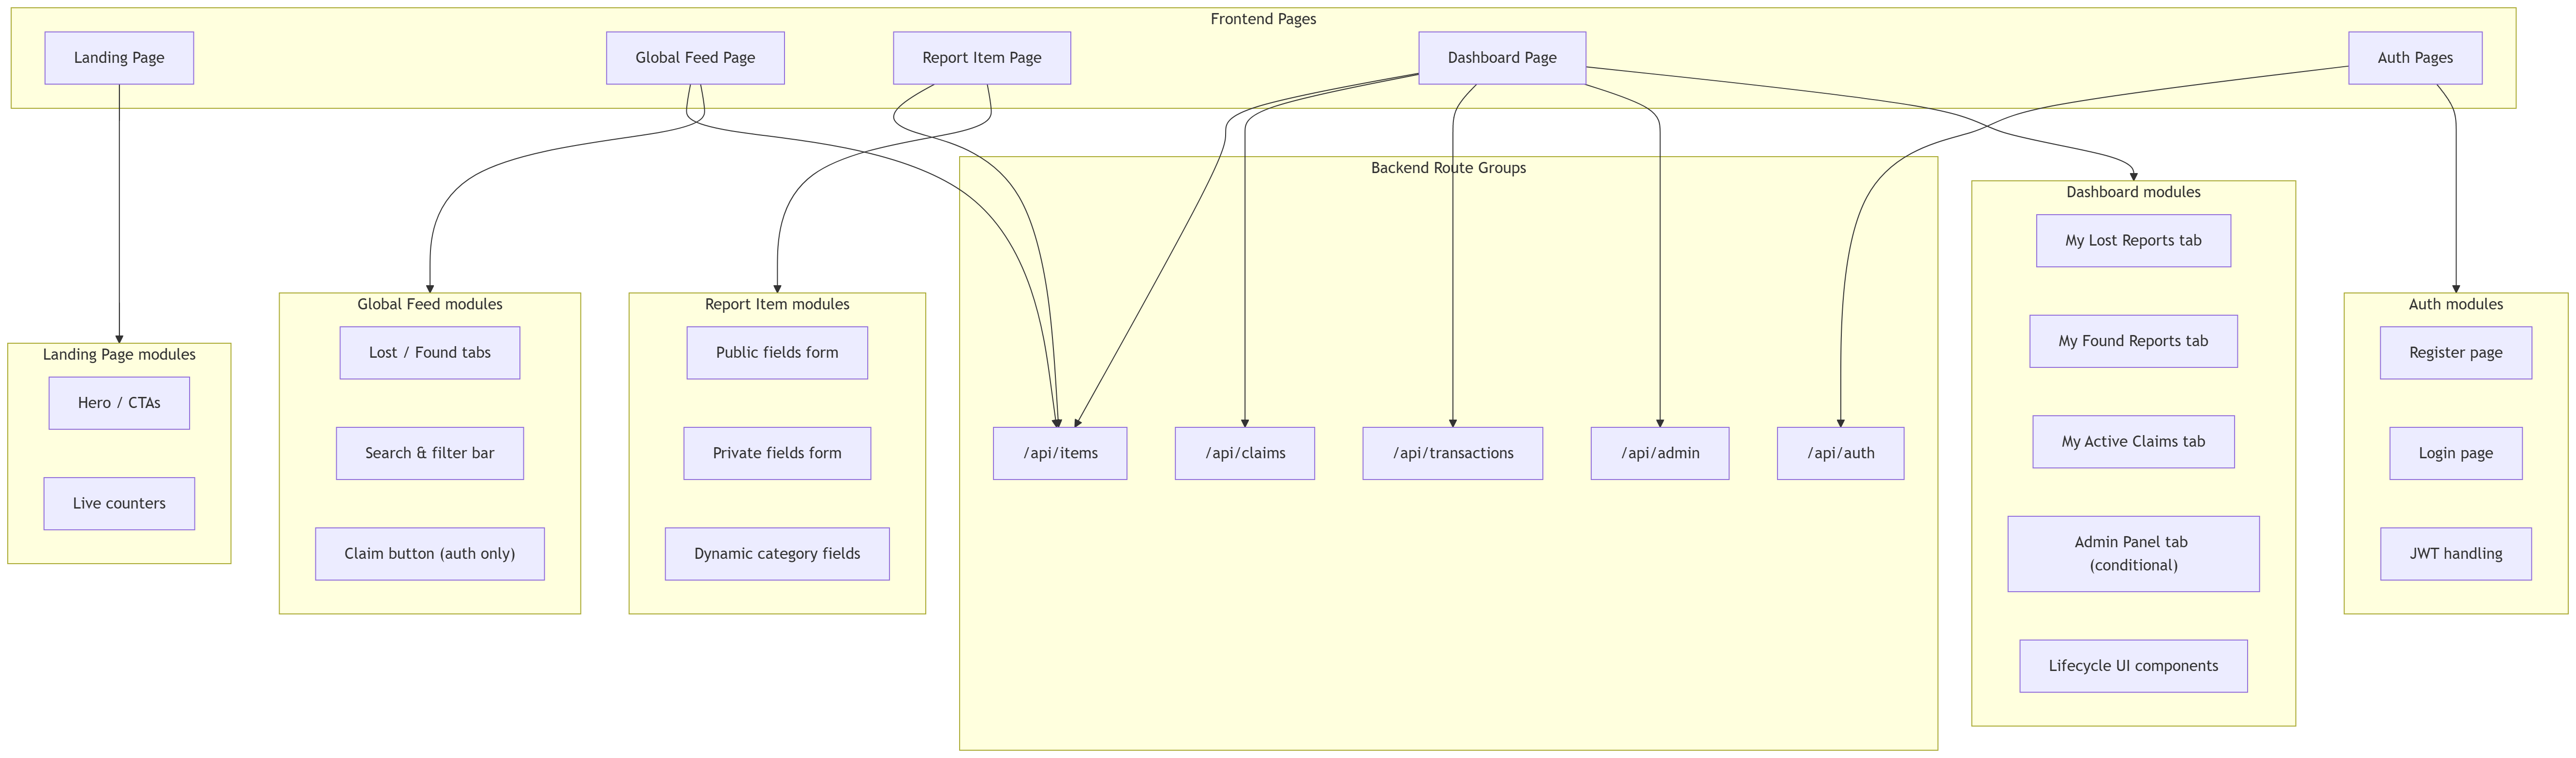 Frontend Pages
Landing Page
Global Feed Page
Report Item Page
Dashboard Page
Auth Pages
Landing Page modules
Hero / CTAs
Live counters
Global Feed modules
Lost / Found tabs
Search & filter bar
Claim button (auth only)
Report Item modules
Public fields form
Private fields form
Dynamic category fields
Backend Route Groups
/api/items
/api/claims
/api/transactions
/api/admin
/api/auth
Dashboard modules
My Lost Reports tab
My Found Reports tab
My Active Claims tab
Admin Panel tab
(conditional)
Lifecycle UI components
Auth modules
Register page
Login page
JWT handling